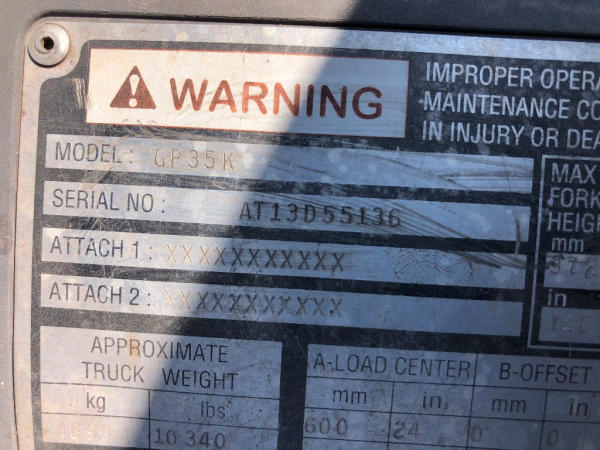 WARNING
IMPROPER OPERA
MAINTENANCE CO
IN INJURY OR DEA
MODEL: GP35K
SERIAL NO: AT13D55136
ATTACH 1: XXXXXXXXXXX
ATTACH 2: XXXXXXXXXXX
MAX
FORK
HEIGH
mm
in
APPROXIMATE
TRUCK WEIGHT
kg lbs
10 340
A-LOAD CENTER B-OFFSET
mm in mm in
600 24 0 0